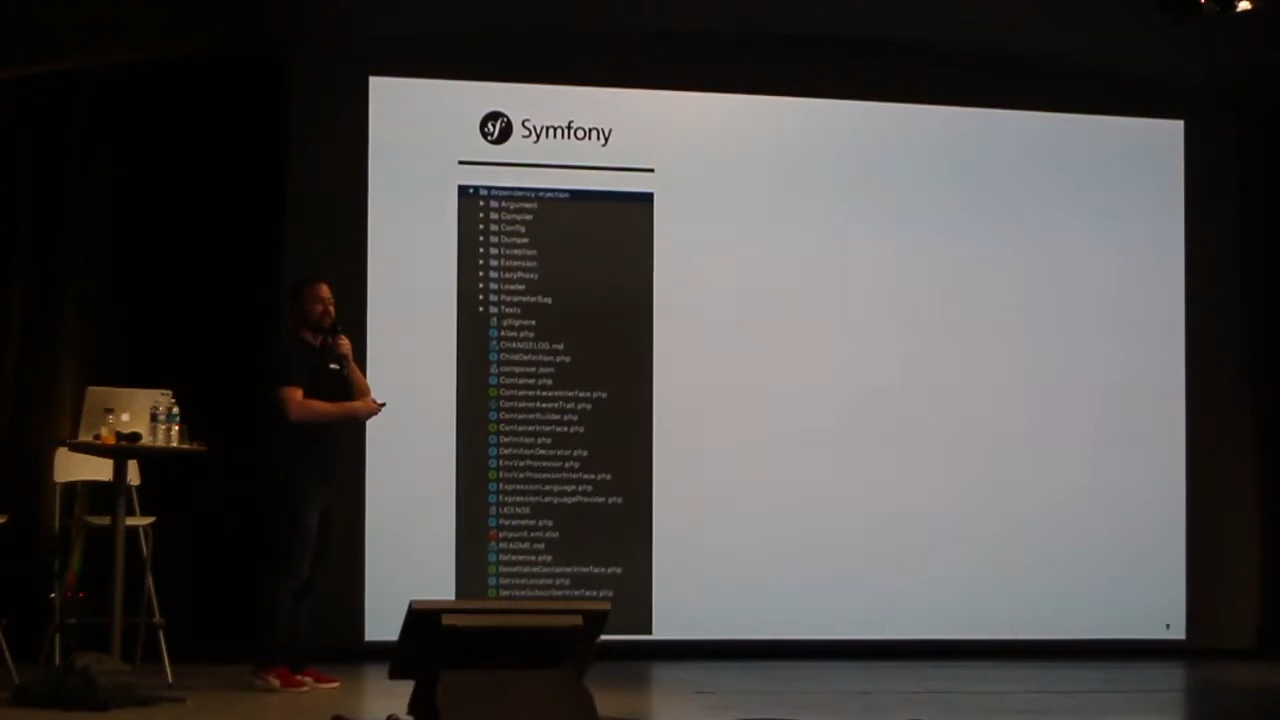 sf Symfony
dependency-injection
Argument
Compiler
Config
Dumper
Exception
Extension
LazyProxy
Loader
ParameterBag
Tests
.gitignore
Alias.php
CHANGELOG.md
ChildDefinition.php
composer.json
Container.php
ContainerAwareInterface.php
ContainerAwareTrait.php
ContainerBuilder.php
ContainerInterface.php
Definition.php
DefinitionDecorator.php
EnvVarProcessor.php
EnvVarProcessorInterface.php
ExpressionLanguage.php
ExpressionLanguageProvider.php
LICENSE
Parameter.php
phpunit.xml.dist
README.md
Reference.php
ResettableContainerInterface.php
ServiceLocator.php
ServiceSubscriberInterface.php
7